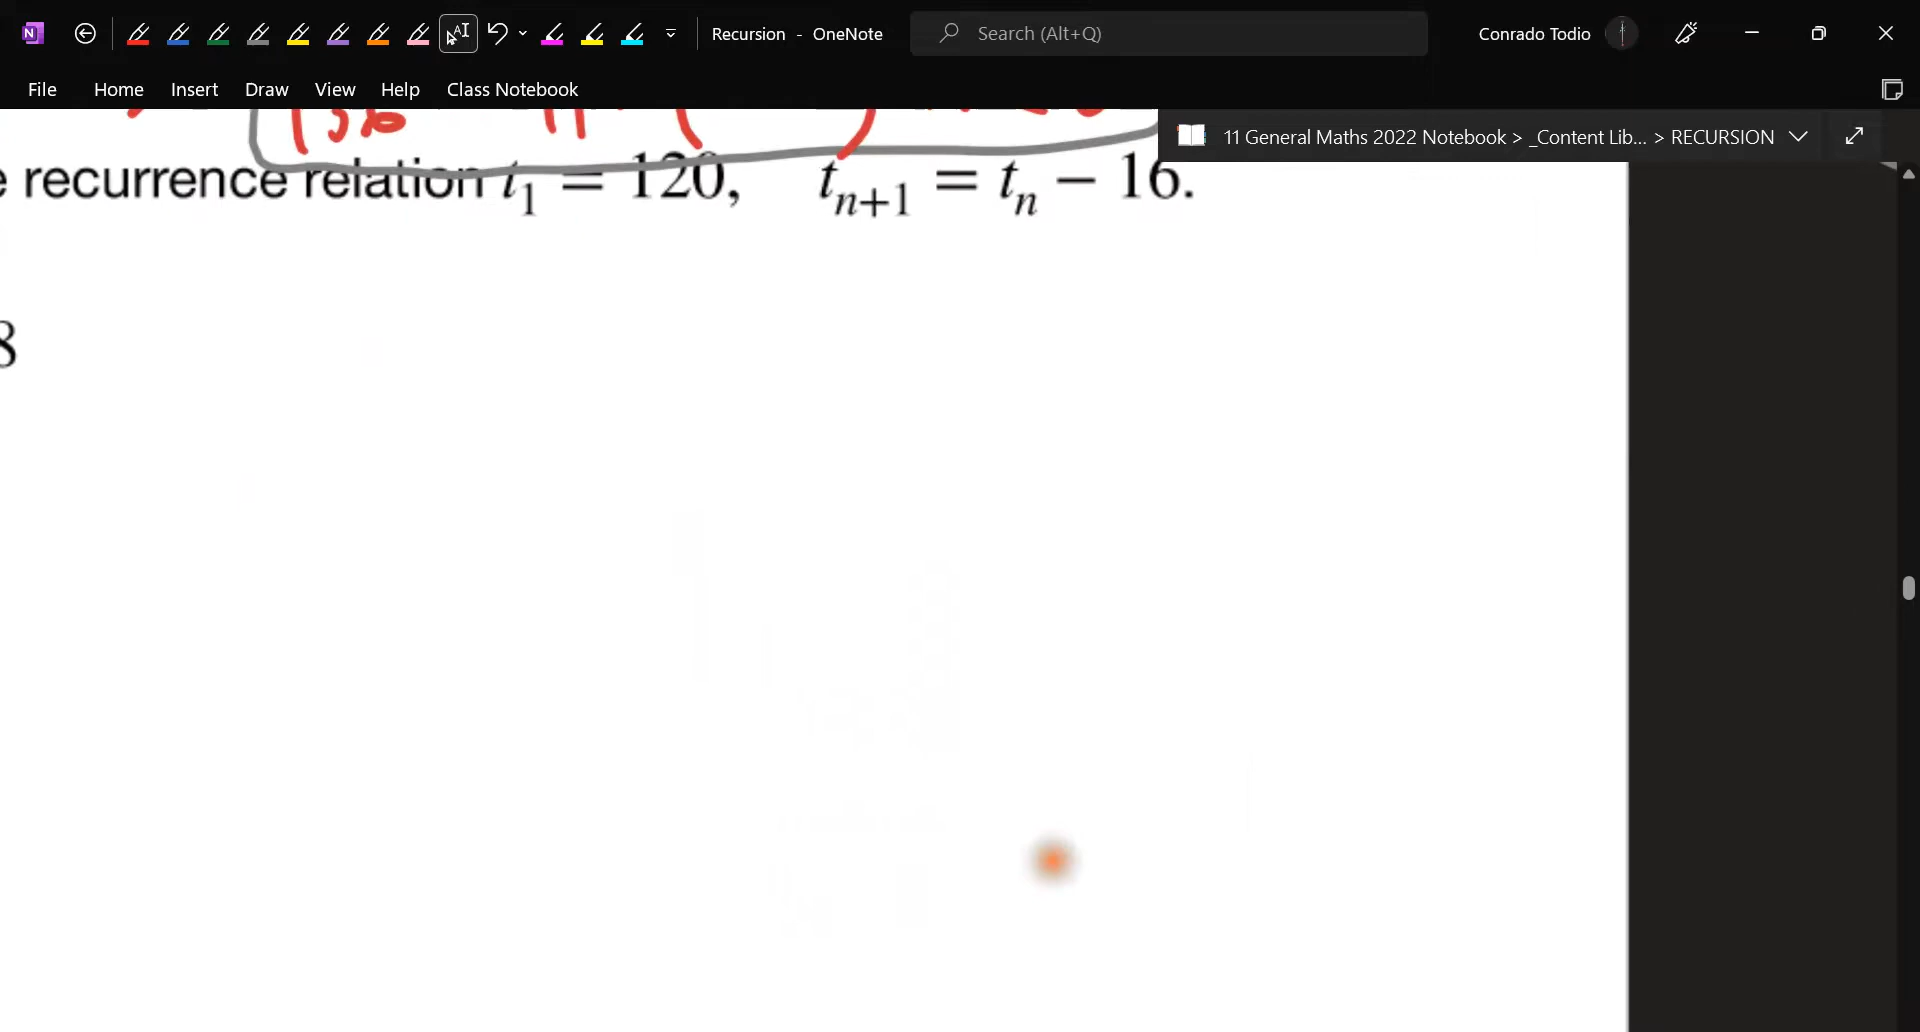 Recursion - OneNote
Search (Alt+Q)
Conrado Todio
File Home Insert Draw View Help Class Notebook
11 General Maths 2022 Notebook > _Content Lib... > RECURSION
recurrence relation t₁ = 120, tₙ₊₁ = tₙ − 16.
8